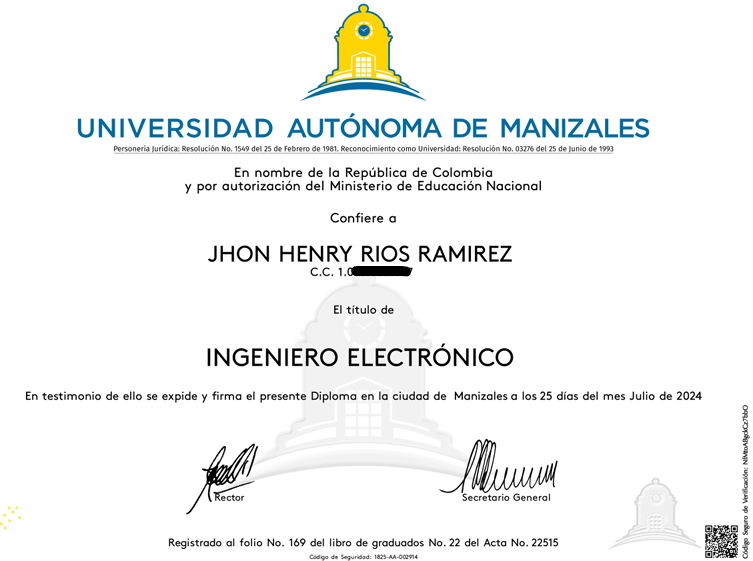 UNIVERSIDAD AUTÓNOMA DE MANIZALES
Personería Jurídica: Resolución No. 1549 del 25 de Febrero de 1981. Reconocimiento como Universidad: Resolución No. 03276 del 25 de Junio de 1993
En nombre de la República de Colombia
y por autorización del Ministerio de Educación Nacional
Confiere a
JHON HENRY RIOS RAMIREZ
C.C. 1.0
El título de
INGENIERO ELECTRÓNICO
En testimonio de ello se expide y firma el presente Diploma en la ciudad de Manizales a los 25 días del mes Julio de 2024
Rector
Secretario General
Registrado al folio No. 169 del libro de graduados No. 22 del Acta No. 22515
Código de Seguridad: 1825-AA-002914
Código Seguro de Verificación: